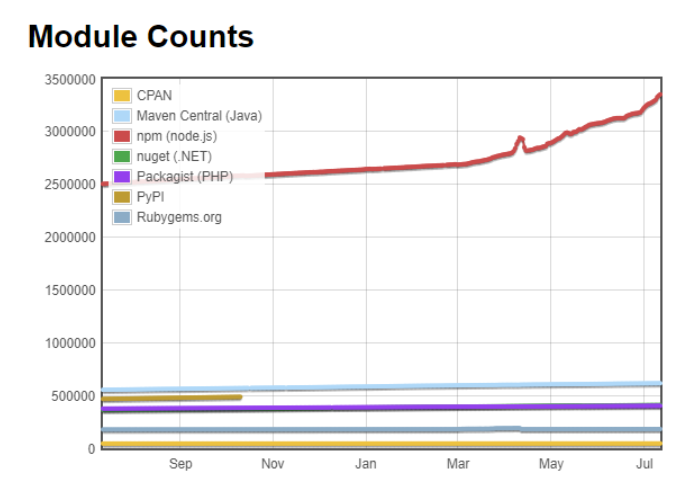 Module Counts
3500000
3000000
2500000
2000000
1500000
1000000
500000
0
CPAN
Maven Central (Java)
npm (node.js)
nuget (.NET)
Packagist (PHP)
PyPI
Rubygems.org
Sep Nov Jan Mar May Jul